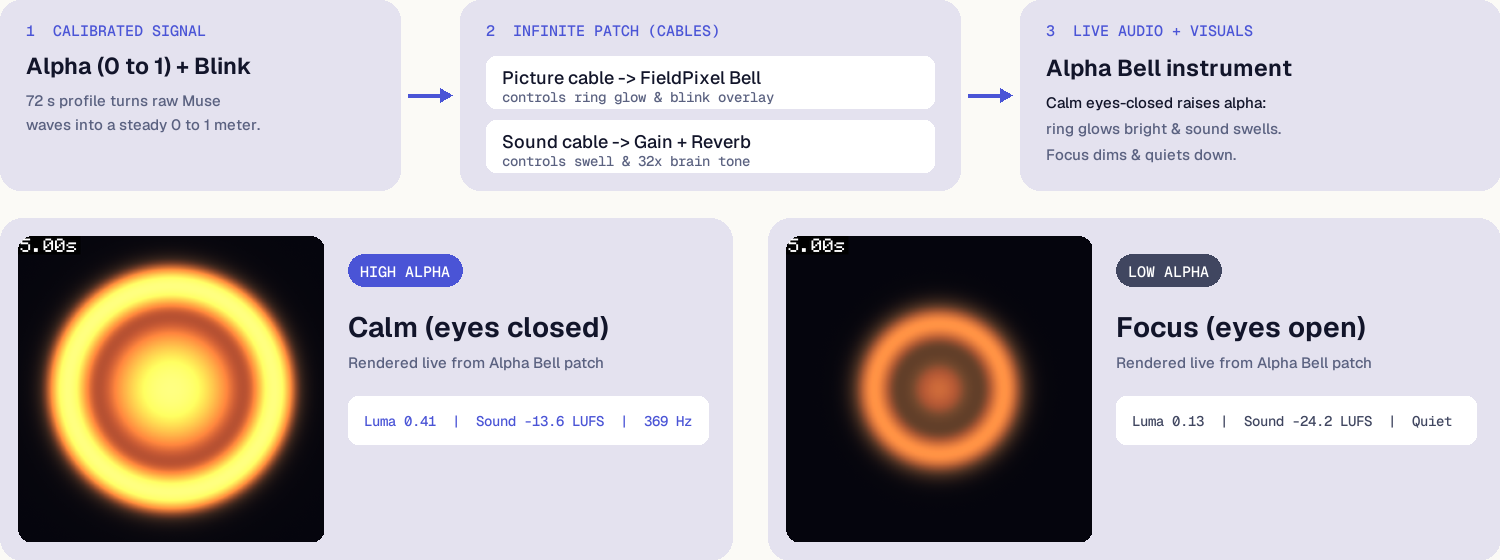 1 CALIBRATED SIGNAL
Alpha (0 to 1) + Blink
72 s profile turns raw Muse
waves into a steady 0 to 1 meter.
2 INFINITE PATCH (CABLES)
Picture cable -> FieldPixel Bell
controls ring glow & blink overlay
Sound cable -> Gain + Reverb
controls swell & 32x brain tone
3 LIVE AUDIO + VISUALS
Alpha Bell instrument
Calm eyes-closed raises alpha:
ring glows bright & sound swells.
Focus dims & quiets down.
5.00s
HIGH ALPHA
Calm (eyes closed)
Rendered live from Alpha Bell patch
Luma 0.41 | Sound -13.6 LUFS | 369 Hz
5.00s
LOW ALPHA
Focus (eyes open)
Rendered live from Alpha Bell patch
Luma 0.13 | Sound -24.2 LUFS | Quiet